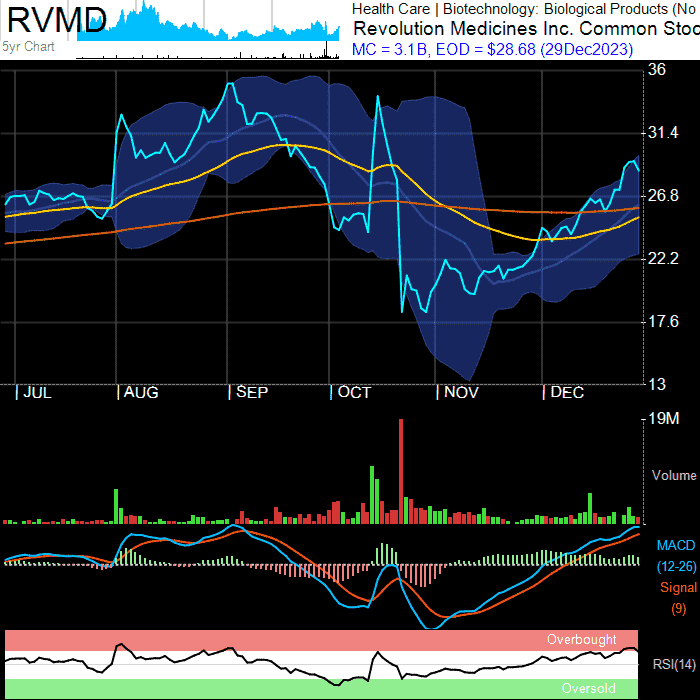 RVMD
5yr Chart
Health Care | Biotechnology: Biological Products (No
Revolution Medicines Inc. Common Stoc
MC = 3.1B, EOD = $28.68 (29Dec2023)
36
31.4
26.8
22.2
17.6
13
| JUL | AUG | SEP | OCT | NOV | DEC
19M
Volume
MACD
(12-26)
Signal
(9)
Overbought
RSI(14)
Oversold